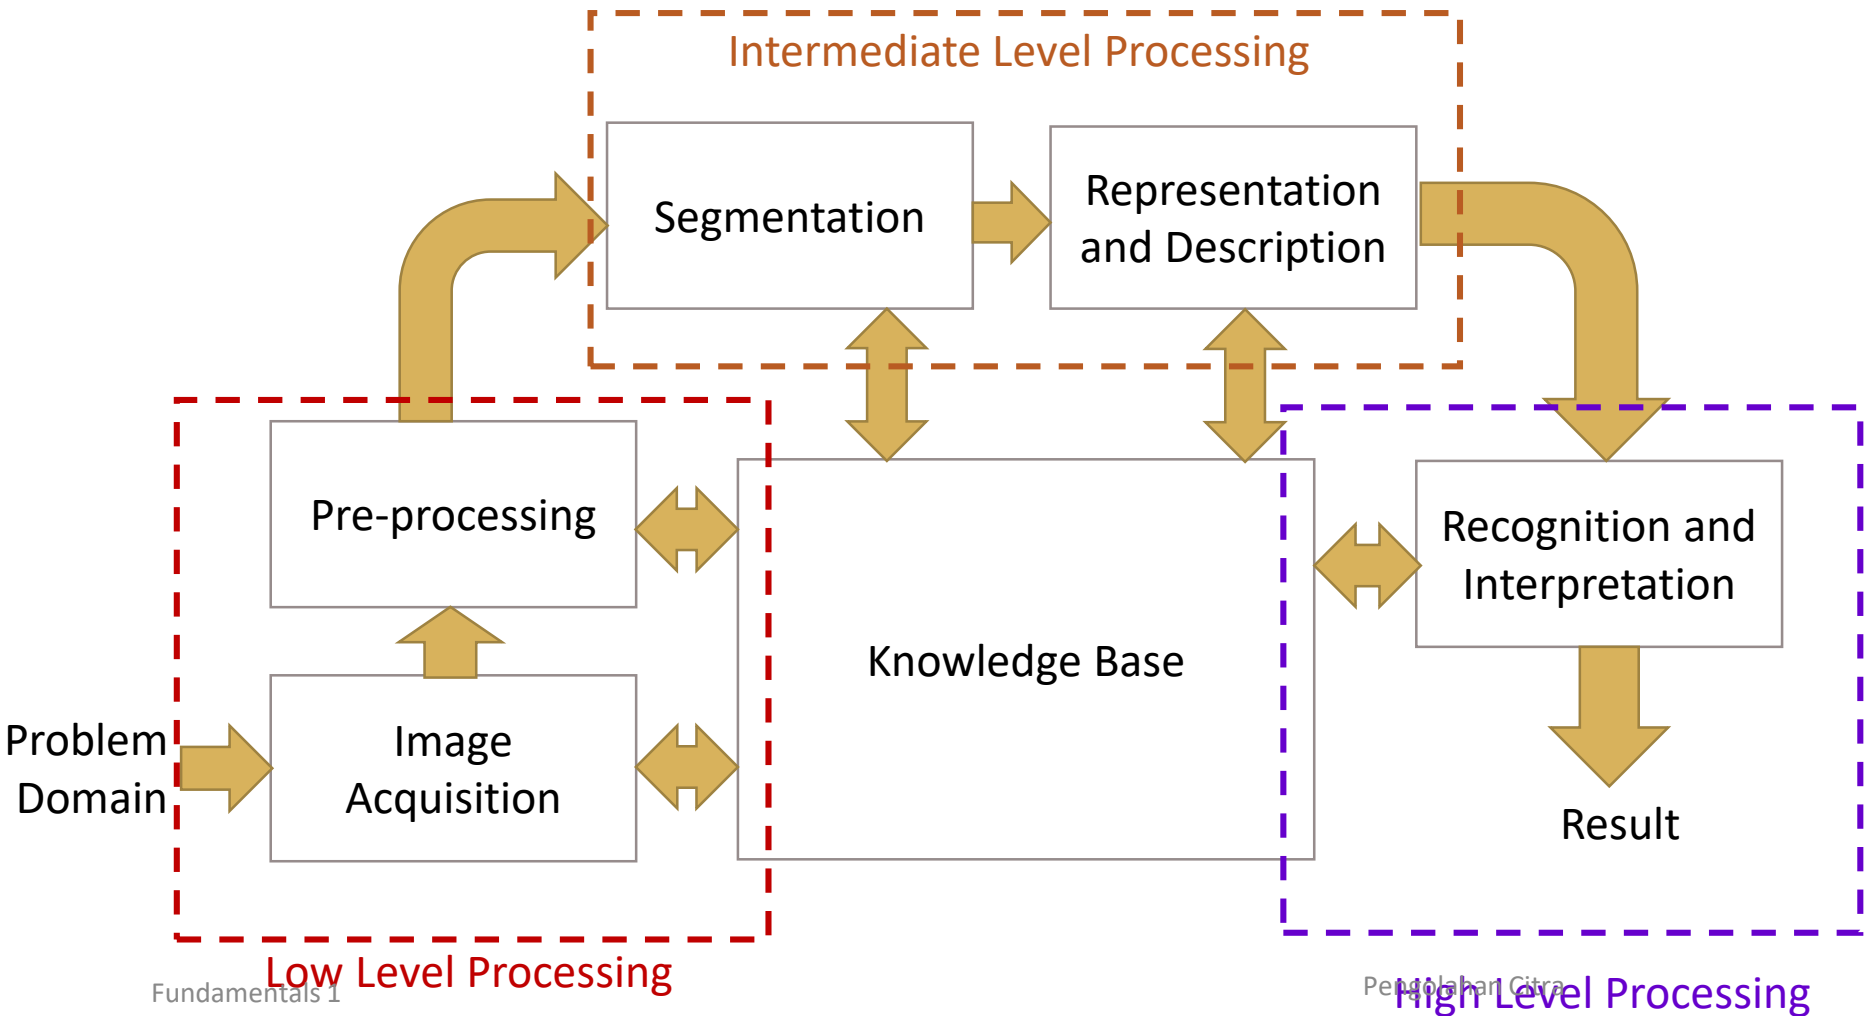 Intermediate Level Processing
Segmentation
Representation
and Description
Pre-processing
Recognition and
Interpretation
Knowledge Base
Problem
Domain
Image
Acquisition
Result
Low Level Processing
Fundamentals 1
Pengolahan Citra
High Level Processing